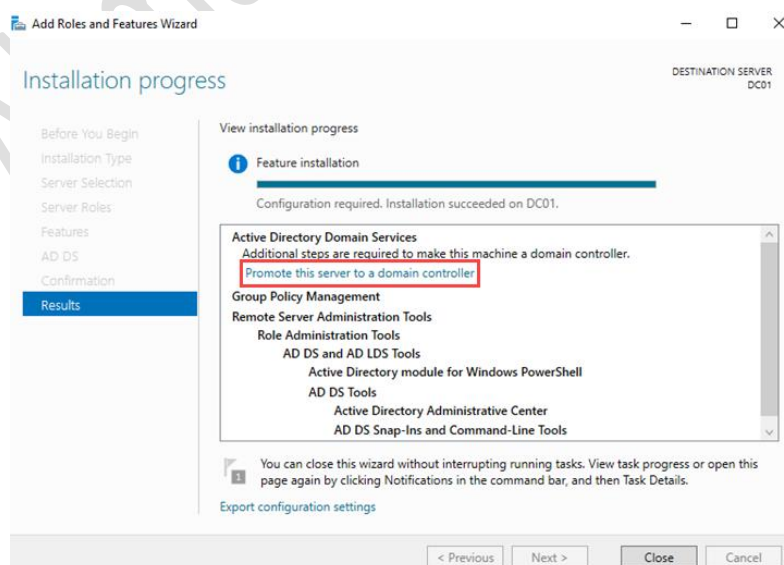 Add Roles and Features Wizard
Installation progress
DESTINATION SERVER
DC01
Before You Begin
Installation Type
Server Selection
Server Roles
Features
AD DS
Confirmation
Results
View installation progress
Feature installation
Configuration required. Installation succeeded on DC01.
Active Directory Domain Services
Additional steps are required to make this machine a domain controller.
Promote this server to a domain controller
Group Policy Management
Remote Server Administration Tools
Role Administration Tools
AD DS and AD LDS Tools
Active Directory module for Windows PowerShell
AD DS Tools
Active Directory Administrative Center
AD DS Snap-Ins and Command-Line Tools
1
You can close this wizard without interrupting running tasks. View task progress or open this
page again by clicking Notifications in the command bar, and then Task Details.
Export configuration settings
< Previous Next > Close Cancel